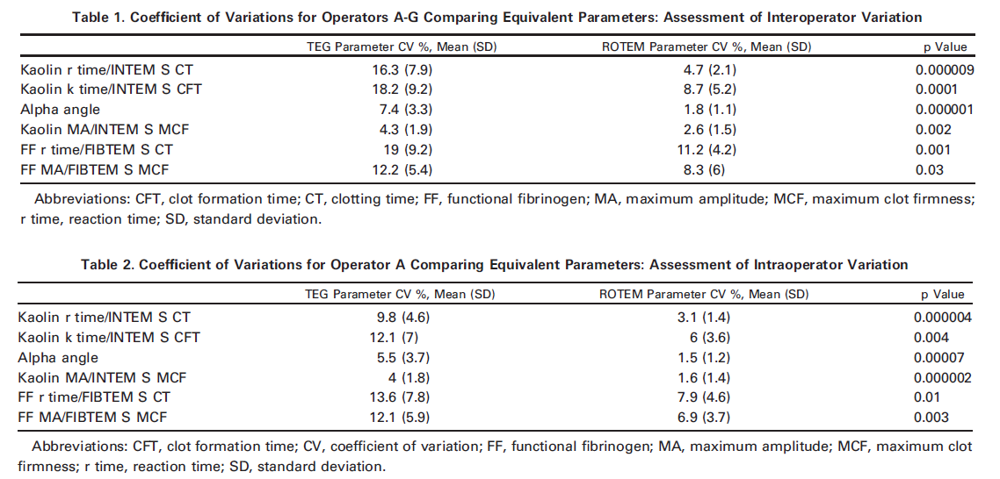 Table 1. Coefficient of Variations for Operators A-G Comparing Equivalent Parameters: Assessment of Interoperator Variation
TEG Parameter CV %, Mean (SD) ROTEM Parameter CV %, Mean (SD) p Value
Kaolin r time/INTEM S CT 16.3 (7.9) 4.7 (2.1) 0.000009
Kaolin k time/INTEM S CFT 18.2 (9.2) 8.7 (5.2) 0.0001
Alpha angle 7.4 (3.3) 1.8 (1.1) 0.000001
Kaolin MA/INTEM S MCF 4.3 (1.9) 2.6 (1.5) 0.002
FF r time/FIBTEM S CT 19 (9.2) 11.2 (4.2) 0.001
FF MA/FIBTEM S MCF 12.2 (5.4) 8.3 (6) 0.03
Abbreviations: CFT, clot formation time; CT, clotting time; FF, functional fibrinogen; MA, maximum amplitude; MCF, maximum clot firmness;
r time, reaction time; SD, standard deviation.
Table 2. Coefficient of Variations for Operator A Comparing Equivalent Parameters: Assessment of Intraoperator Variation
TEG Parameter CV %, Mean (SD) ROTEM Parameter CV %, Mean (SD) p Value
Kaolin r time/INTEM S CT 9.8 (4.6) 3.1 (1.4) 0.000004
Kaolin k time/INTEM S CFT 12.1 (7) 6 (3.6) 0.004
Alpha angle 5.5 (3.7) 1.5 (1.2) 0.00007
Kaolin MA/INTEM S MCF 4 (1.8) 1.6 (1.4) 0.000002
FF r time/FIBTEM S CT 13.6 (7.8) 7.9 (4.6) 0.01
FF MA/FIBTEM S MCF 12.1 (5.9) 6.9 (3.7) 0.003
Abbreviations: CFT, clot formation time; CV, coefficient of variation; FF, functional fibrinogen; MA, maximum amplitude; MCF, maximum clot
firmness; r time, reaction time; SD, standard deviation.